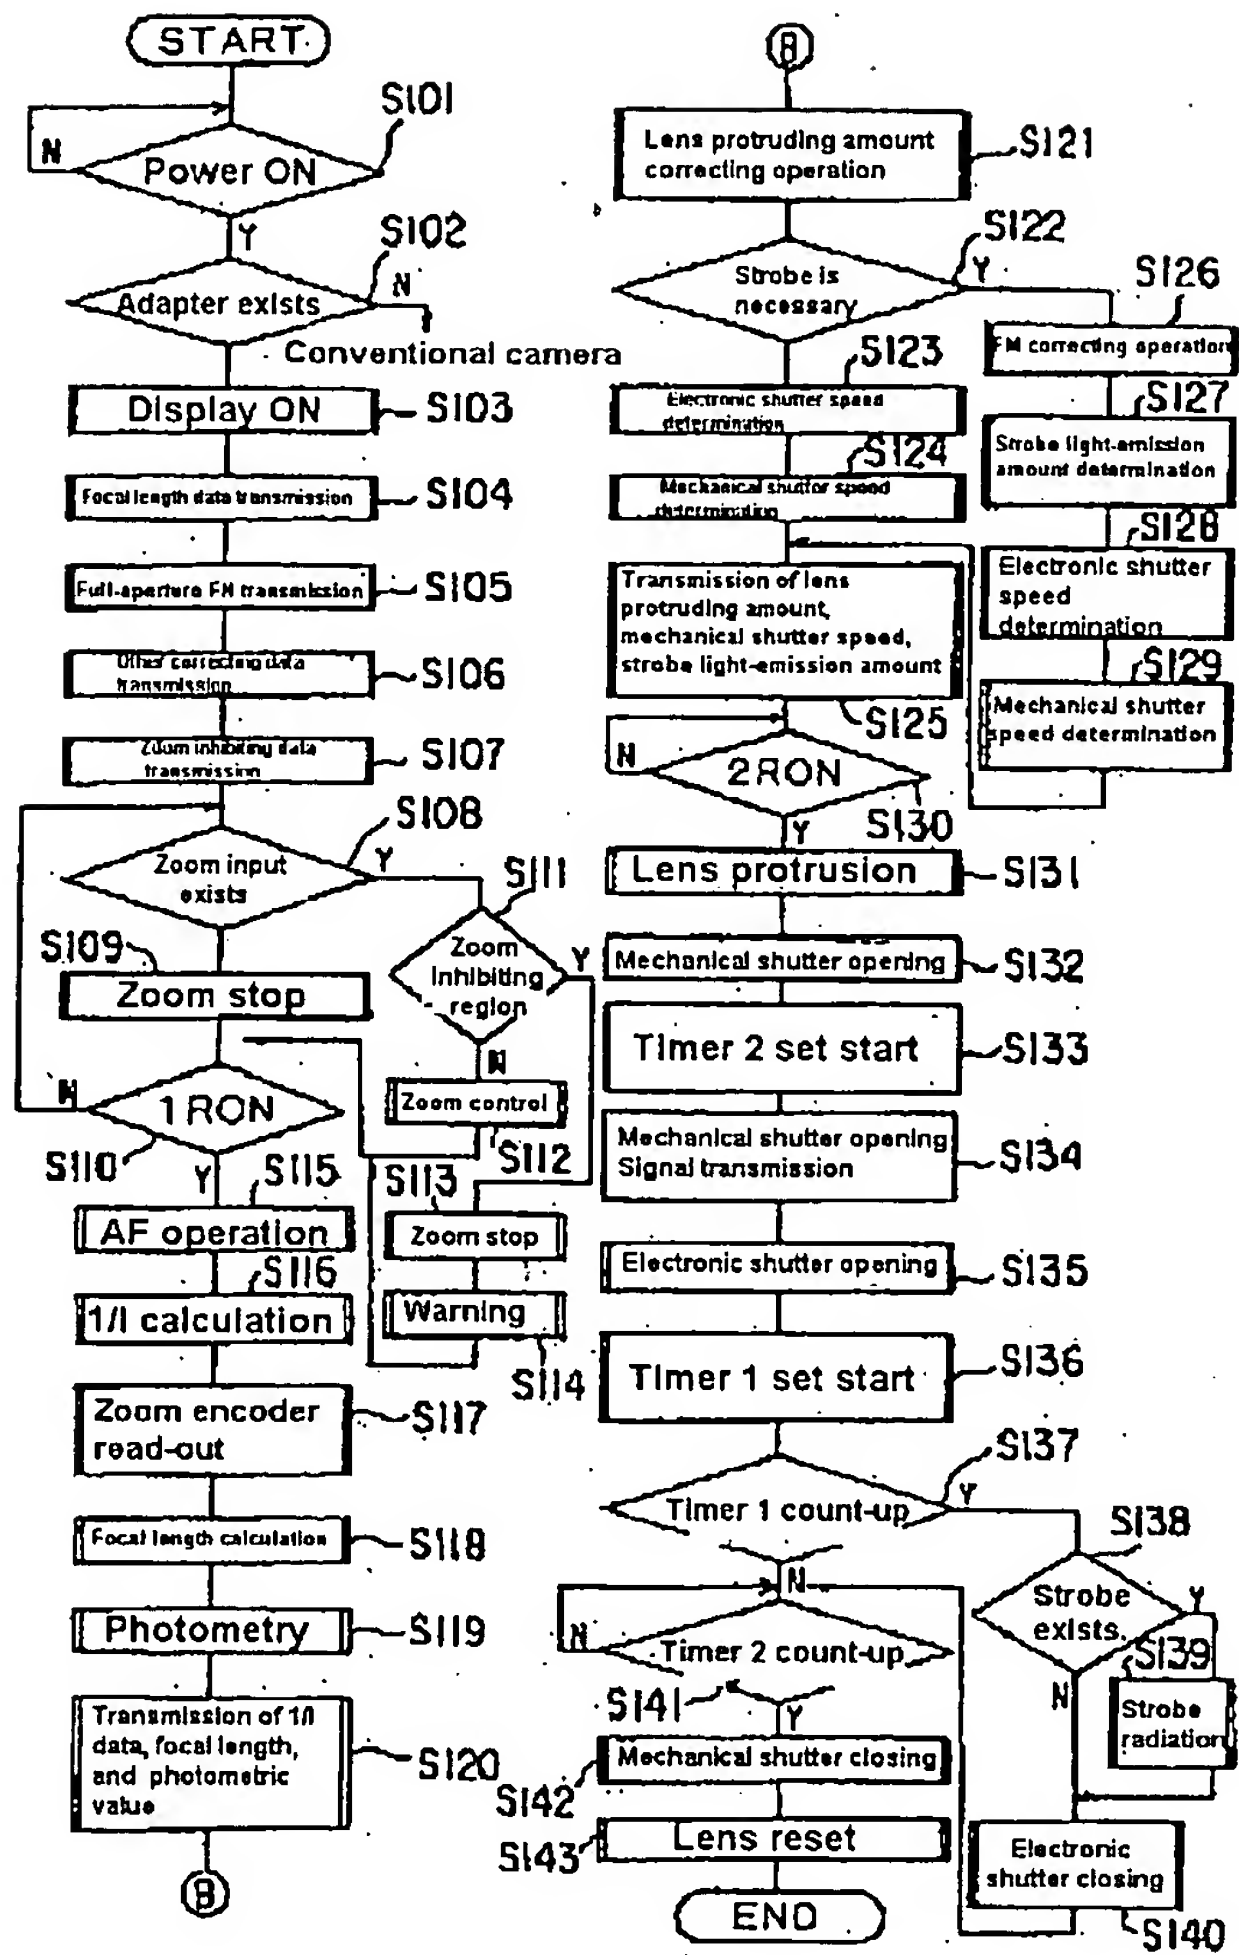 START
S101
N
Power ON
Y
S102
Adapter exists
N
Conventional camera
Display ON
S103
Focal length data transmission
S104
Full-aperture FM transmission
S105
Other correcting data
transmission
S106
Zoom inhibiting data
transmission
S107
S108
Zoom input
exists
Y
S111
S109
Zoom
Inhibiting
region
Y
Zoom stop
N
1 RON
N
Zoom control
S110
S112
Y
S115
S113
AF operation
Zoom stop
S116
1/l calculation
Warning
S114
Zoom encoder
read-out
S117
Focal length calculation
S118
Photometry
S119
Transmission of 1/l
data, focal length,
and photometric
value
S120
B
B
Lens protruding amount
correcting operation
S121
S122
Strobe is
necessary
Y
S126
FM correcting operation
S123
Electronic shutter speed
determination
S127
Strobe light-emission
amount determination
S124
Mechanical shutter speed
determination
S128
Electronic shutter
speed
determination
Transmission of lens
protruding amount,
mechanical shutter speed,
strobe light-emission amount
S129
Mechanical shutter
speed determination
S125
N
2 RON
S130
Y
Lens protrusion
S131
Mechanical shutter opening
S132
Timer 2 set start
S133
Mechanical shutter opening
Signal transmission
S134
Electronic shutter opening
S135
Timer 1 set start
S136
S137
Timer 1 count-up
Y
S138
N
Strobe
exists.
Y
N
Timer 2 count-up
S139
S141
N
Strobe
radiation
Y
Mechanical shutter closing
S142
Lens reset
S143
Electronic
shutter closing
END
S140